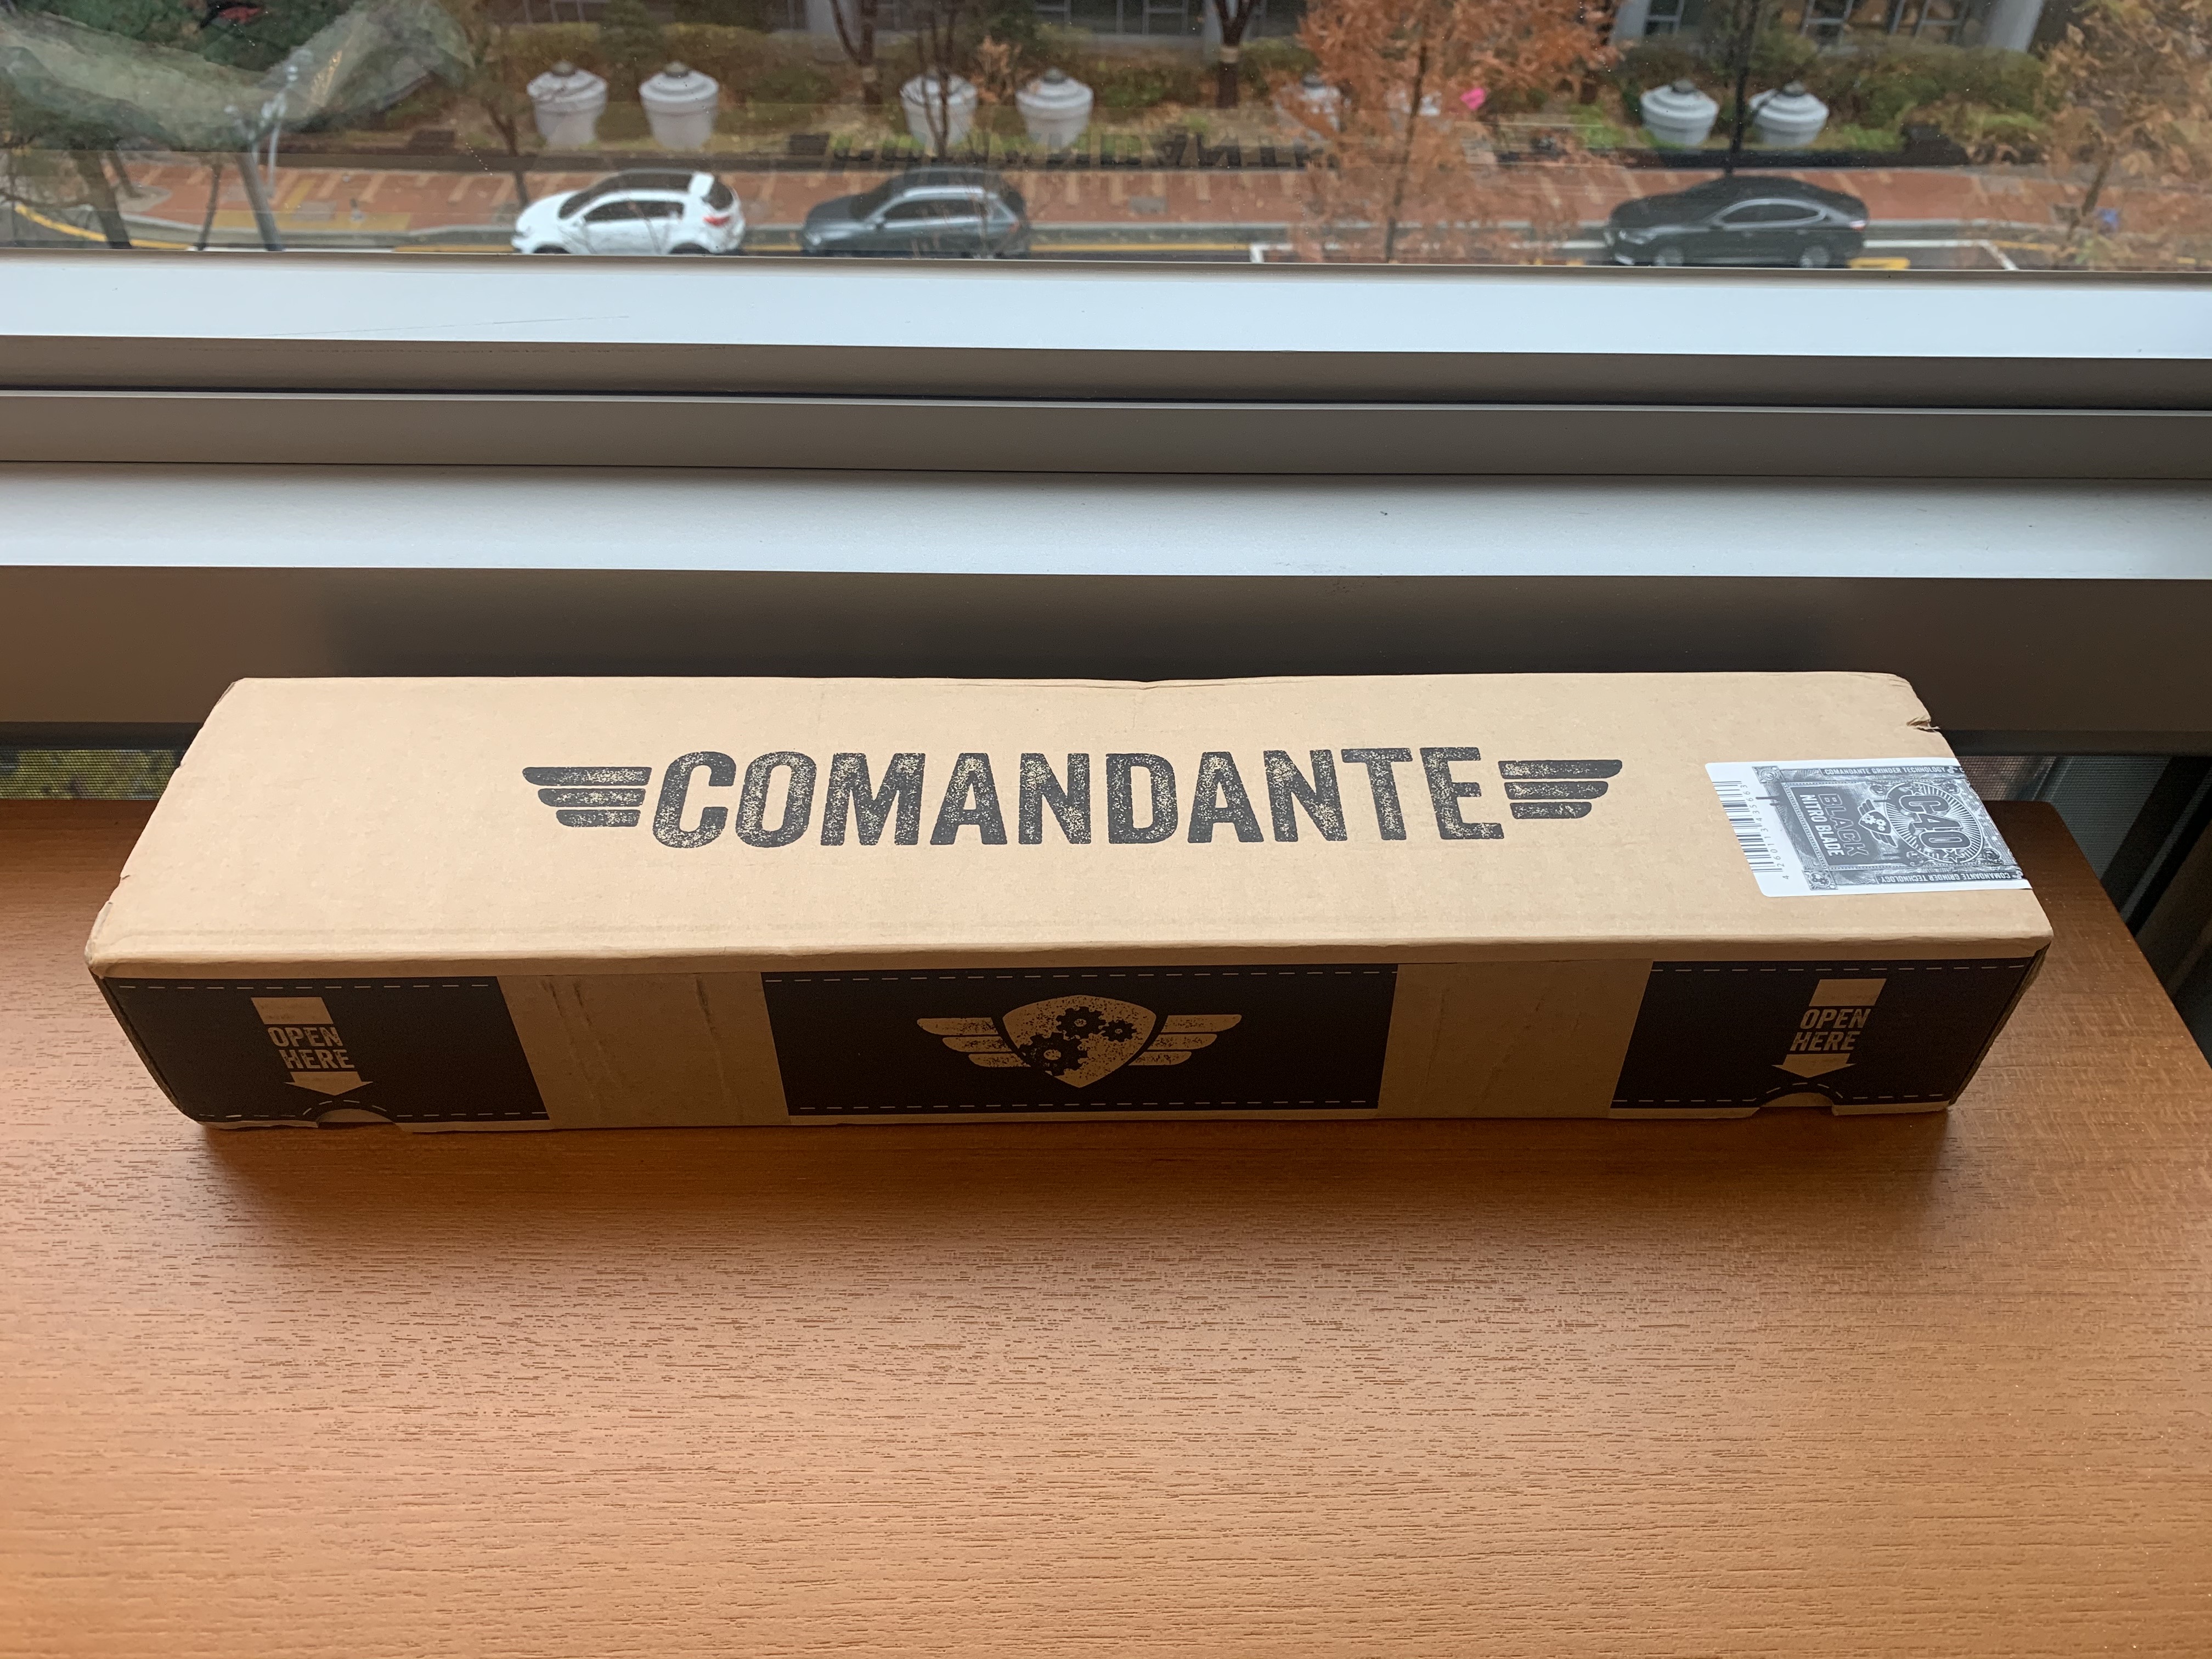 COMANDANTE
COMANDANTE GRINDER TECHNOLOGY
C40
BLACK
NITRO BLADE
COMANDANTE GRINDER TECHNOLOGY
OPEN
HERE
OPEN
HERE